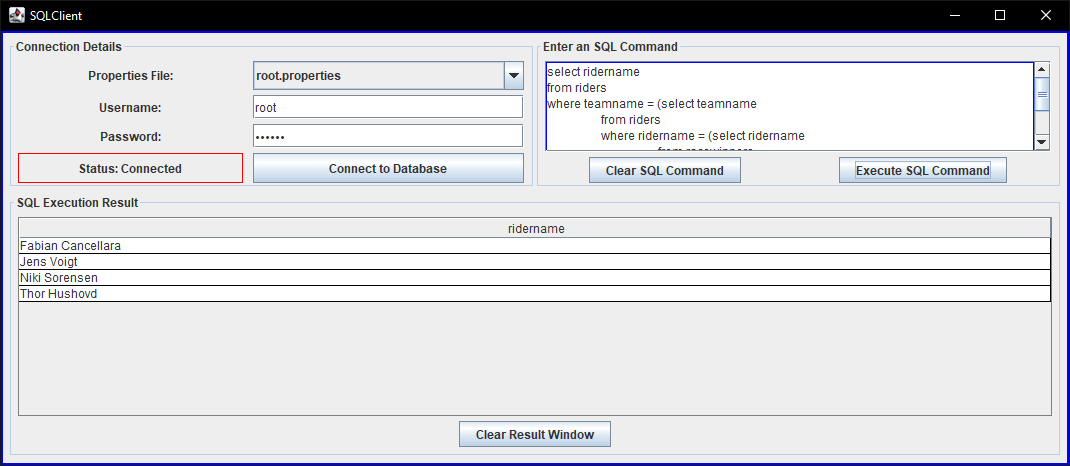 SQLClient
Connection Details
Properties File:
root.properties
Username:
root
Password:
••••••
Status: Connected
Connect to Database
Enter an SQL Command
select ridername
from riders
where teamname = (select teamname
from riders
where ridername = (select ridername
Clear SQL Command
Execute SQL Command
SQL Execution Result
ridername
Fabian Cancellara
Jens Voigt
Niki Sorensen
Thor Hushovd
Clear Result Window